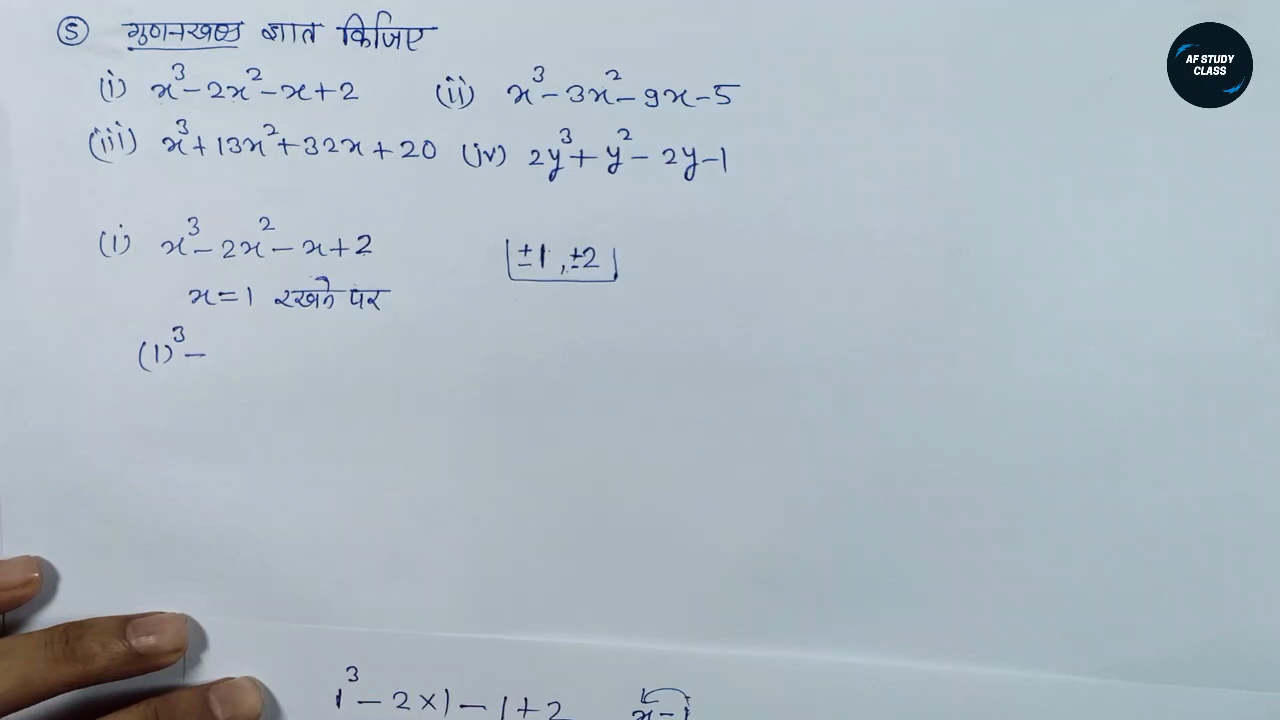 ⑤ गुणनखण्ड ज्ञात किजिए
(i) x³-2x²-x+2 (ii) x³-3x²-9x-5
(iii) x³+13x²+32x+20 (iv) 2y³+y²-2y-1
(i) x³-2x²-x+2 ±1,±2
x=1 रखने पर
(1)³-
1³-2×1-1+2 x-1
AF STUDY
CLASS